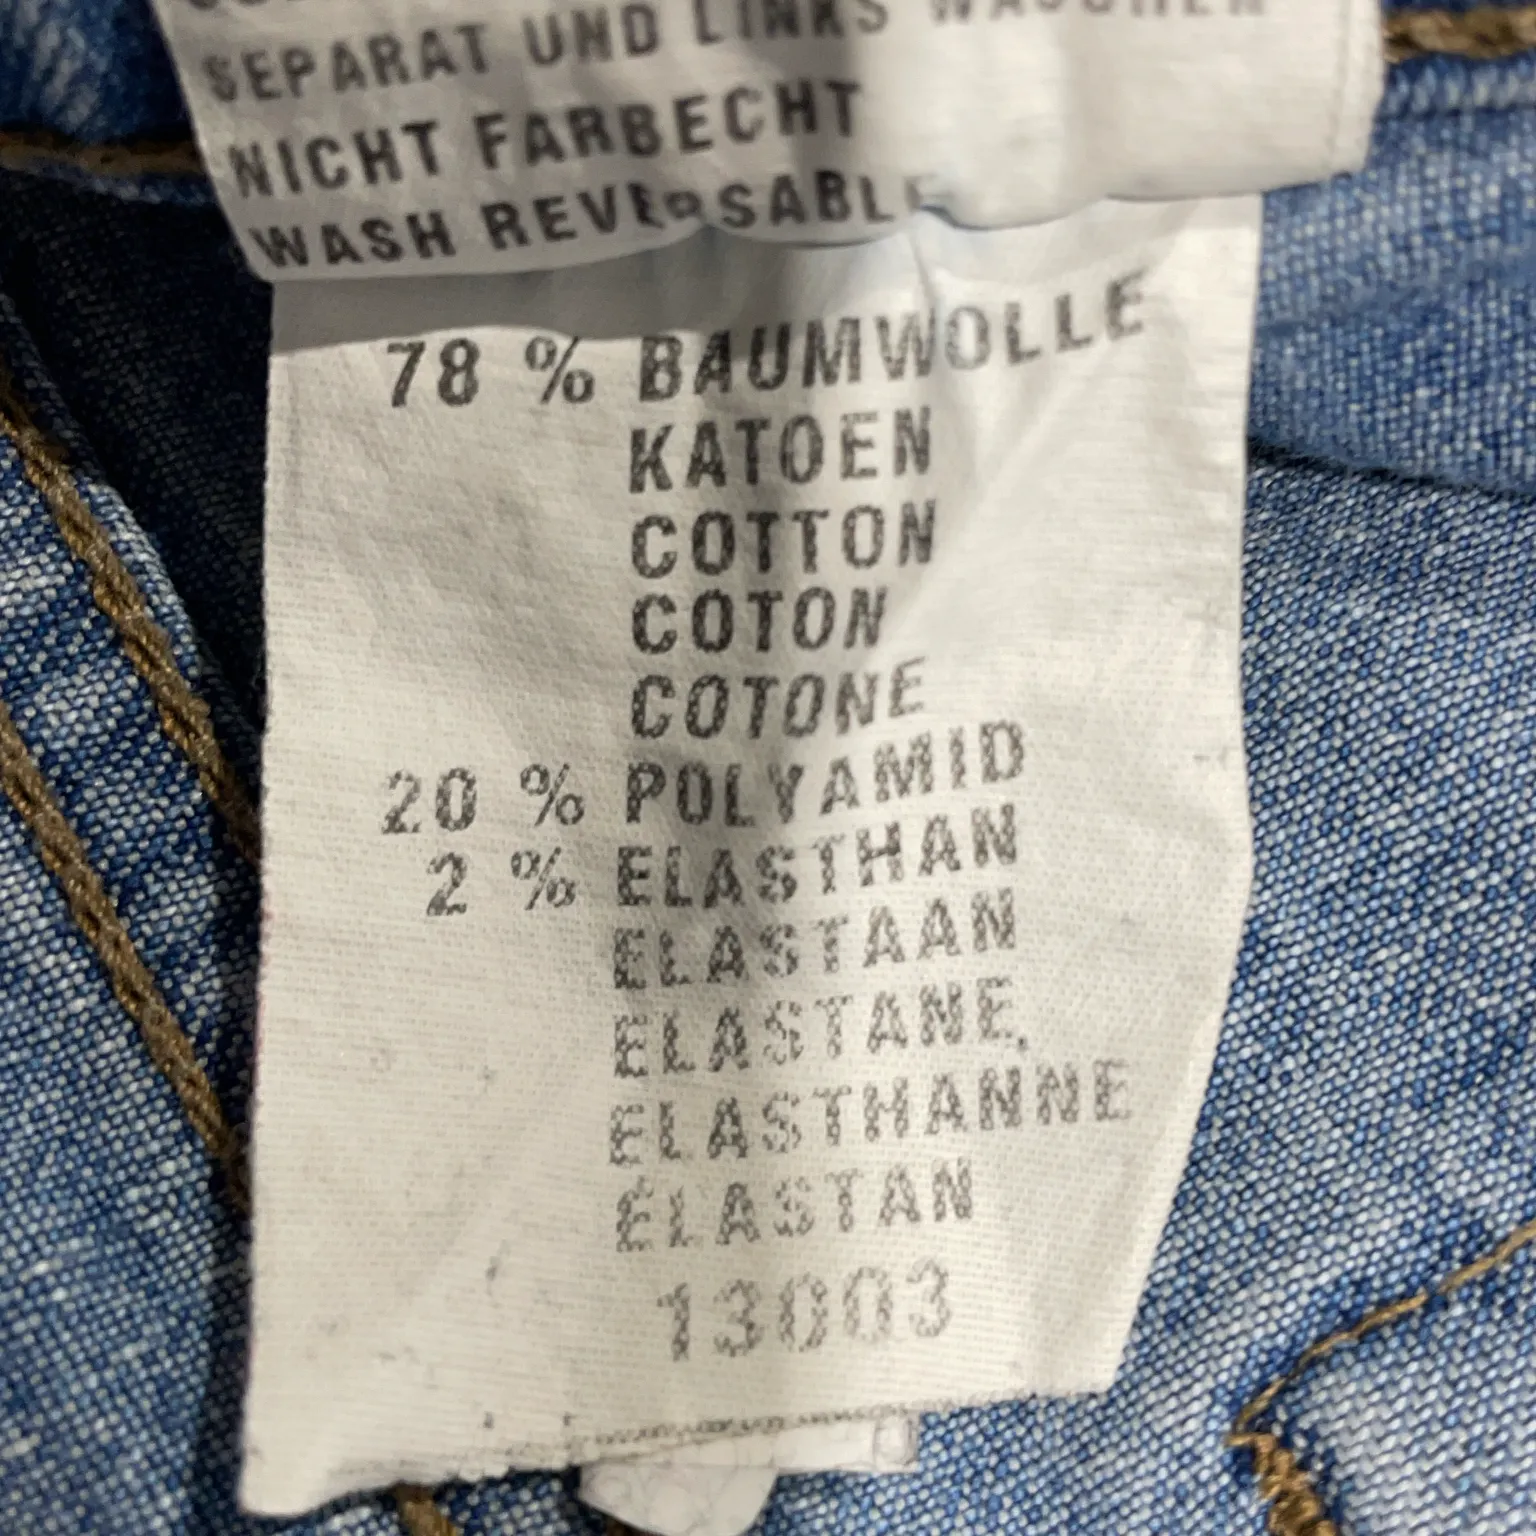 SEPARAT UND LINKS WASCHEN
NICHT FARBECHT
WASH REVERSABLE
78 % BAUMWOLLE
KATOEN
COTTON
COTON
COTONE
20 % POLYAMID
2 % ELASTHAN
ELASTAAN
ELASTANE,
ELASTHANNE
ELASTAN
13003